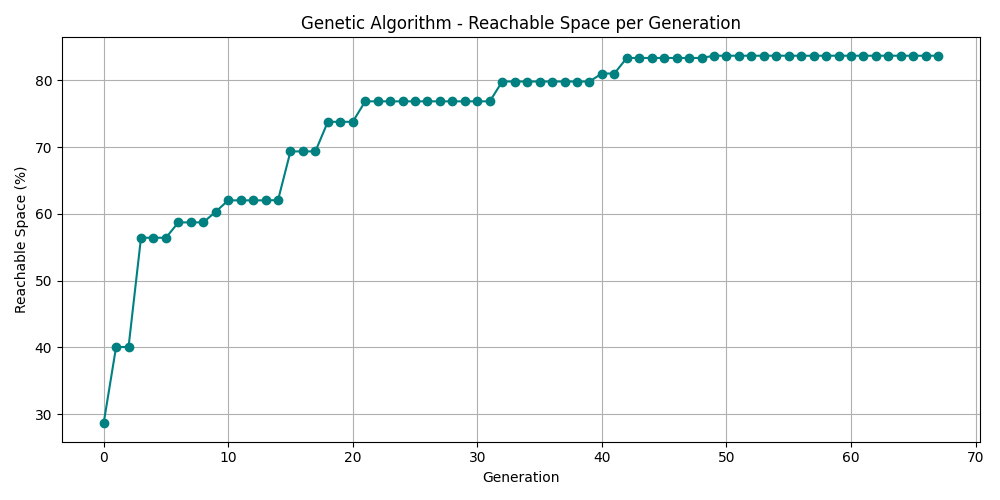 Genetic Algorithm - Reachable Space per Generation
Reachable Space (%)
80
70
60
50
40
30
0 10 20 30 40 50 60 70
Generation